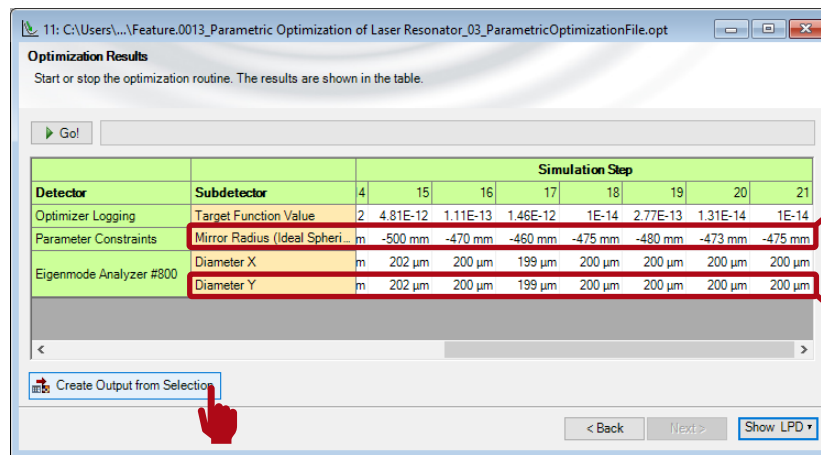 11: C:\Users\...\Feature.0013_Parametric Optimization of Laser Resonator_03_ParametricOptimizationFile.opt
Optimization Results
Start or stop the optimization routine. The results are shown in the table.
Go!
Simulation Step
Detector Subdetector 4 15 16 17 18 19 20 21
Optimizer Logging Target Function Value 2 4.81E-12 1.11E-13 1.46E-12 1E-14 2.77E-13 1.31E-14 1E-14
Parameter Constraints Mirror Radius (Ideal Spheri... m -500 mm -470 mm -460 mm -475 mm -480 mm -473 mm -475 mm
Eigenmode Analyzer #800 Diameter X m 202 µm 200 µm 199 µm 200 µm 200 µm 200 µm 200 µm
Diameter Y m 202 µm 200 µm 199 µm 200 µm 200 µm 200 µm 200 µm
Create Output from Selection
< Back Next > Show LPD